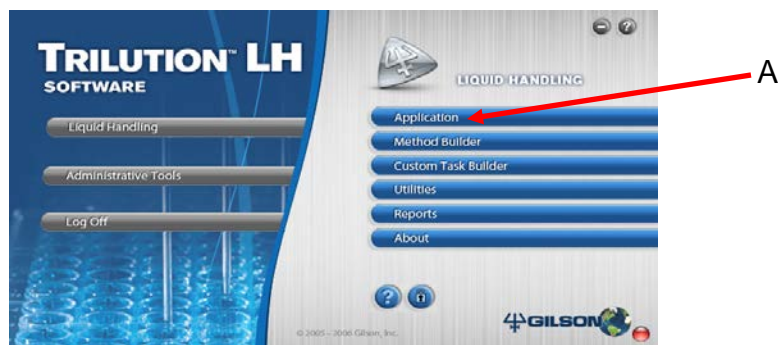 TRILUTION™ LH
SOFTWARE
Liquid Handling
Administrative Tools
Log Off
LIQUID HANDLING
Application
Method Builder
Custom Task Builder
Utilities
Reports
About
? 
© 2005 - 2006 Gilson, Inc.
GILSON
A